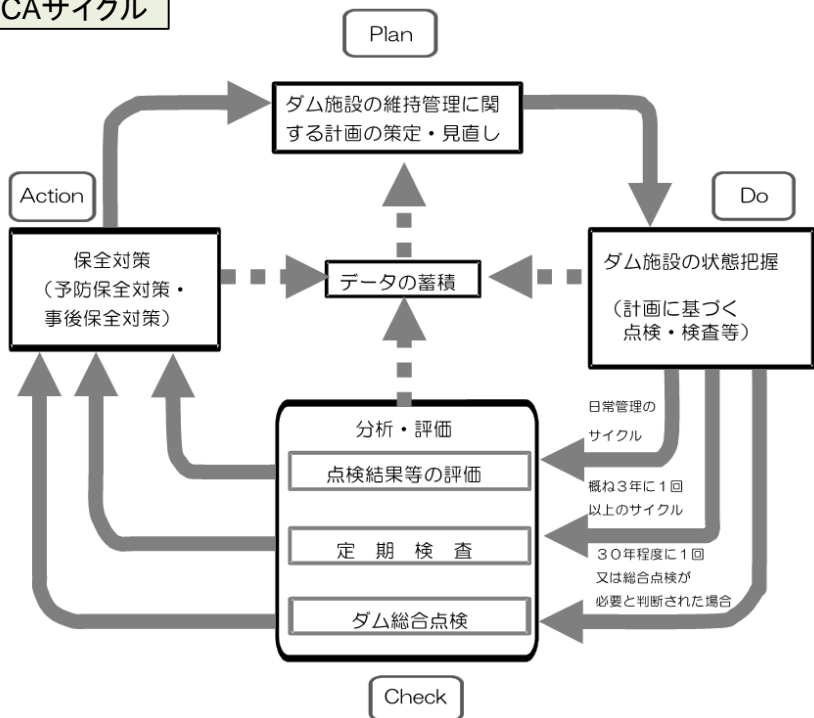 CAサイクル
Plan
ダム施設の維持管理に関
する計画の策定・見直し
Action
Do
保全対策
（予防保全対策・
事後保全対策）
データの蓄積
ダム施設の状態把握
（計画に基づく
点検・検査等）
日常管理の
サイクル
分析・評価
点検結果等の評価
概ね３年に１回
以上のサイクル
定　期　検　査
３０年程度に１回
又は総合点検が
必要と判断された場合
ダム総合点検
Check